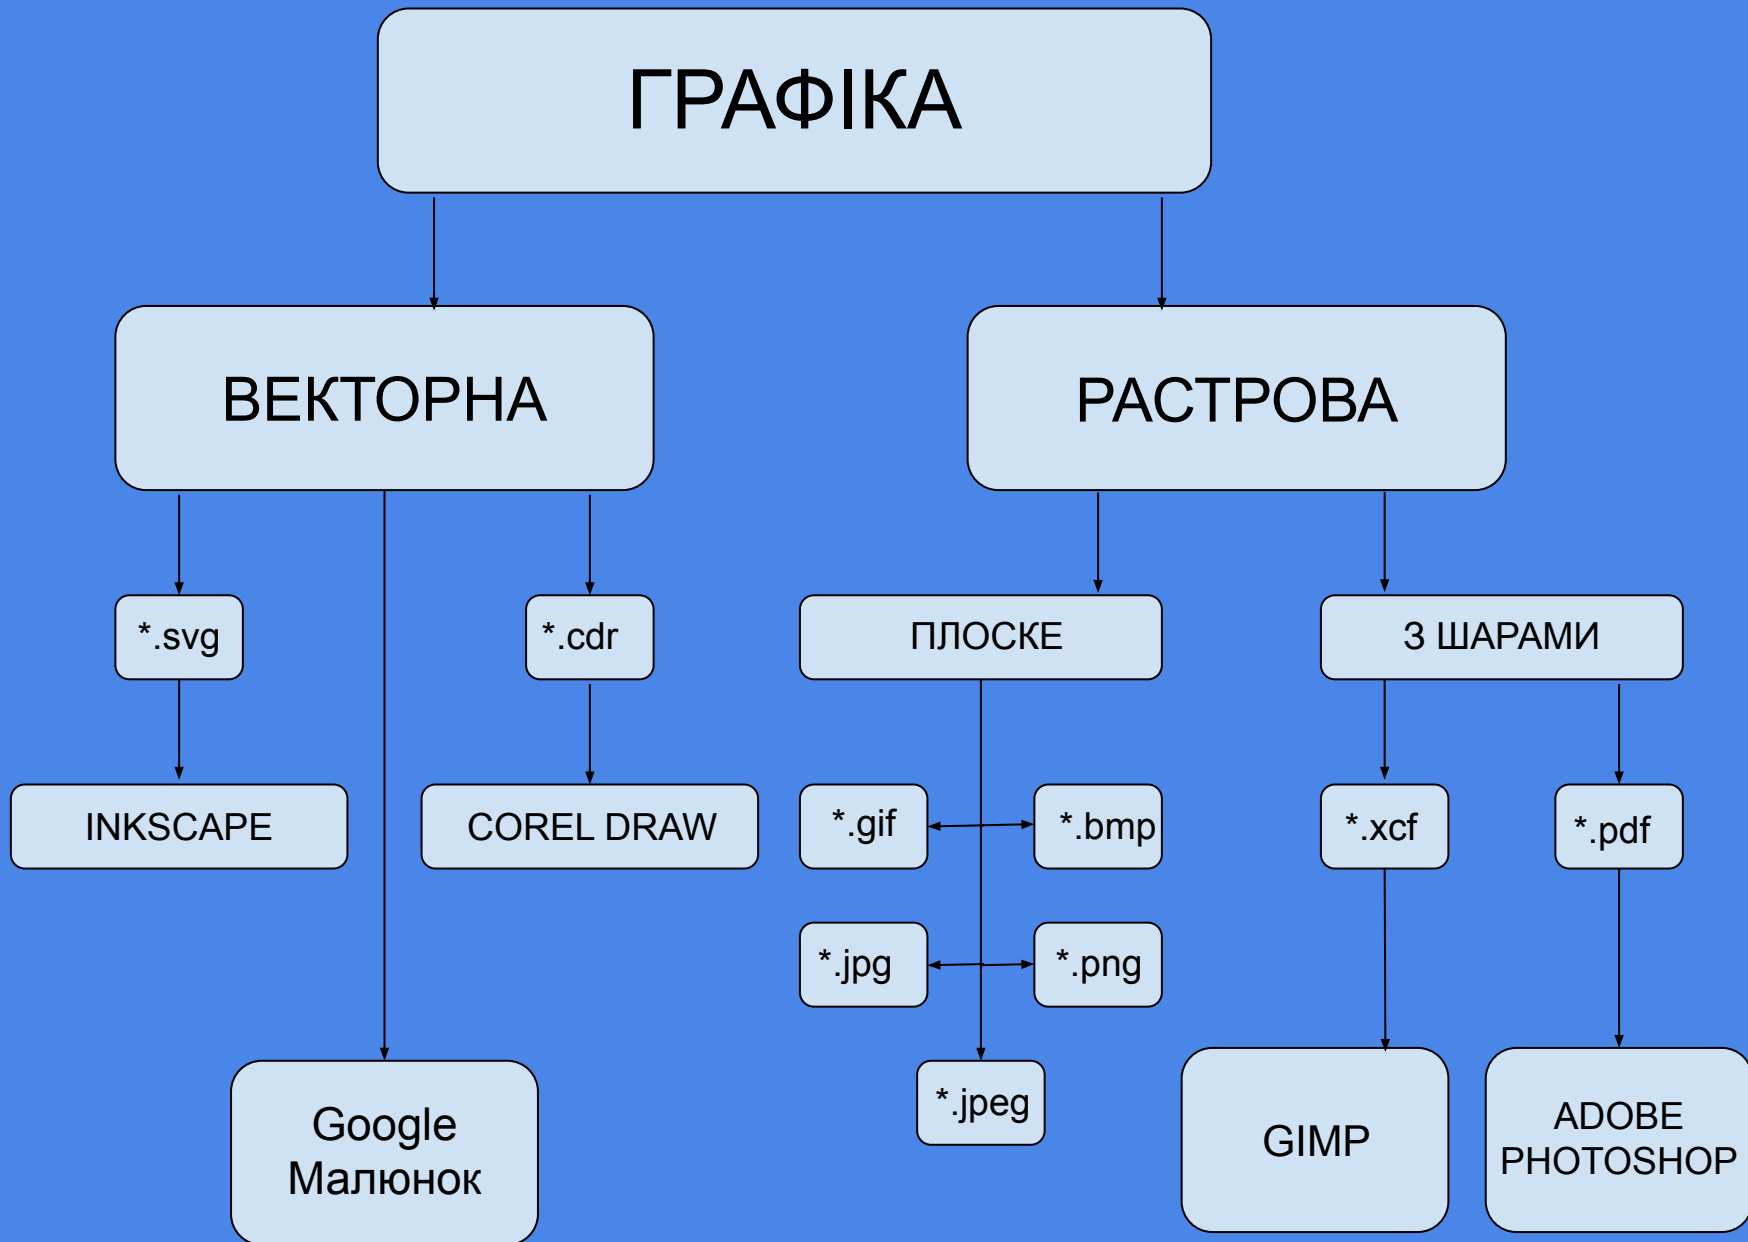 ГРАФІКА
ВЕКТОРНА
РАСТРОВА
*.svg
*.cdr
ПЛОСКЕ
З ШАРАМИ
INKSCAPE
COREL DRAW
*.gif
*.bmp
*.xcf
*.pdf
*.jpg
*.png
*.jpeg
Google
Малюнок
GIMP
ADOBE
PHOTOSHOP